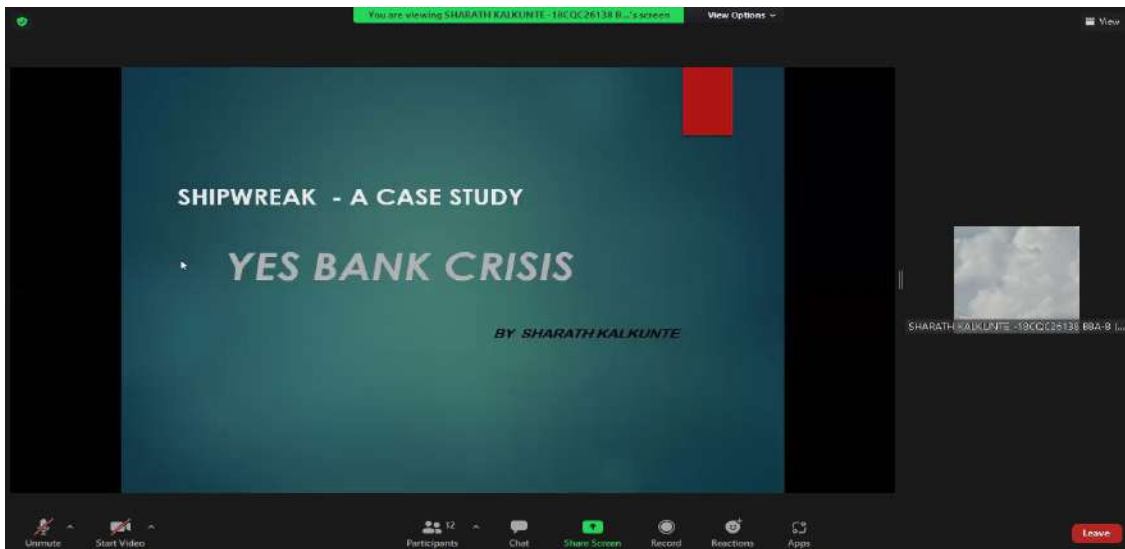 You are viewing SHARATH KALKUNTE -18CQC26138 B...'s screen
View Options
View
SHIPWREAK - A CASE STUDY
YES BANK CRISIS
BY SHARATH KALKUNTE
SHARATH KALKUNTE -18CQC26138 BBA-B (...
Unmute
Start Video
12
Participants
Chat
Share Screen
Record
Reactions
Apps
Leave